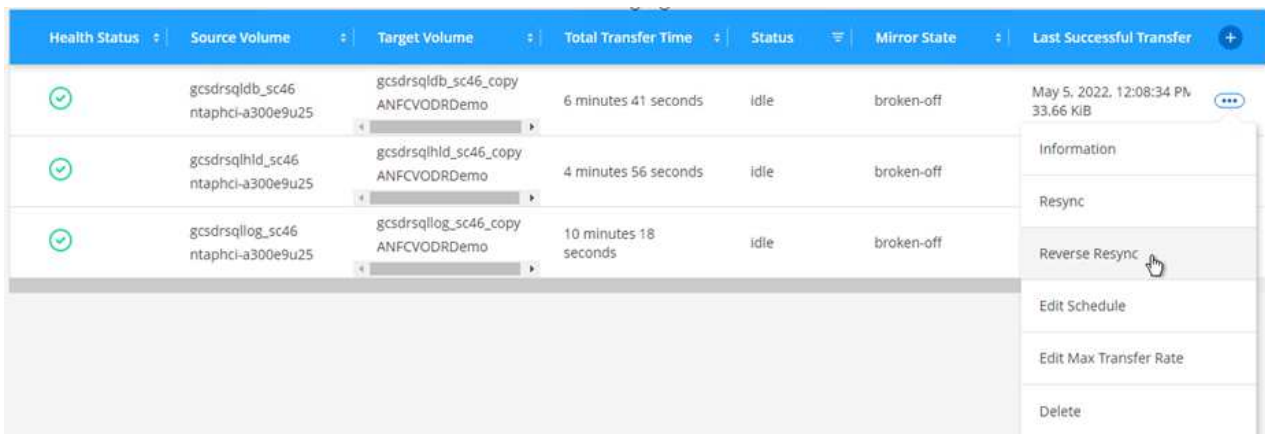 Health Status
Source Volume
Target Volume
Total Transfer Time
Status
Mirror State
Last Successful Transfer
gcsdrsqldb_sc46
ntaphci-a300e9u25
gcsdrsqldb_sc46_copy
ANFCVODRDemo
6 minutes 41 seconds
idle
broken-off
May 5, 2022, 12:08:34 PM
33.66 KiB
gcsdrsqlhld_sc46
ntaphci-a300e9u25
gcsdrsqlhld_sc46_copy
ANFCVODRDemo
4 minutes 56 seconds
idle
broken-off
gcsdrsqllog_sc46
ntaphci-a300e9u25
gcsdrsqllog_sc46_copy
ANFCVODRDemo
10 minutes 18
seconds
idle
broken-off
Information
Resync
Reverse Resync
Edit Schedule
Edit Max Transfer Rate
Delete